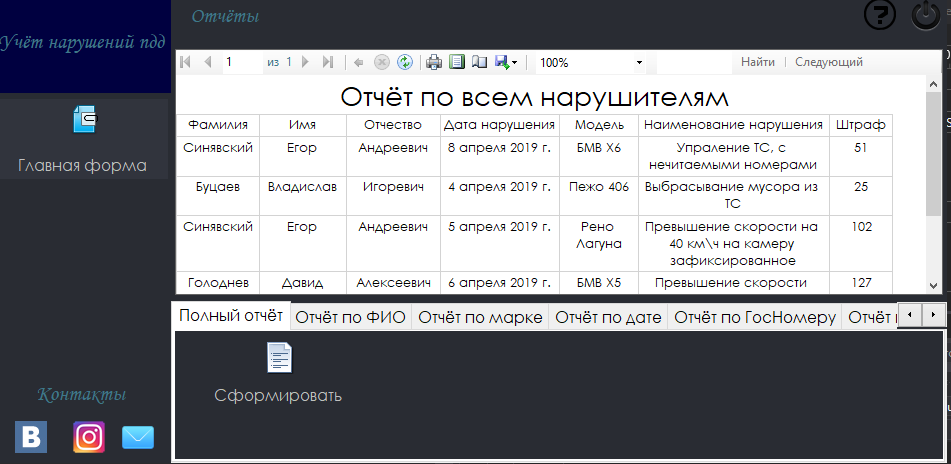 Отчёты
Учёт нарушений пдд
Главная форма
1 из 1 100% Найти | Следующий
Отчёт по всем нарушителям
Фамилия Имя Отчество Дата нарушения Модель Наименование нарушения Штраф
Синявский Егор Андреевич 8 апреля 2019 г. БМВ X6 Упраление ТС, с 51
нечитаемыми номерами
Буцаев Владислав Игоревич 4 апреля 2019 г. Пежо 406 Выбрасывание мусора из 25
ТС
Синявский Егор Андреевич 5 апреля 2019 г. Рено Превышение скорости на 102
Лагуна 40 км\ч на камеру
зафиксированное
Голоднев Давид Алексеевич 6 апреля 2019 г. БМВ X5 Превышение скорости 127
Полный отчёт Отчёт по ФИО Отчёт по марке Отчёт по дате Отчёт по ГосНомеру Отчёт
Сформировать
Контакты